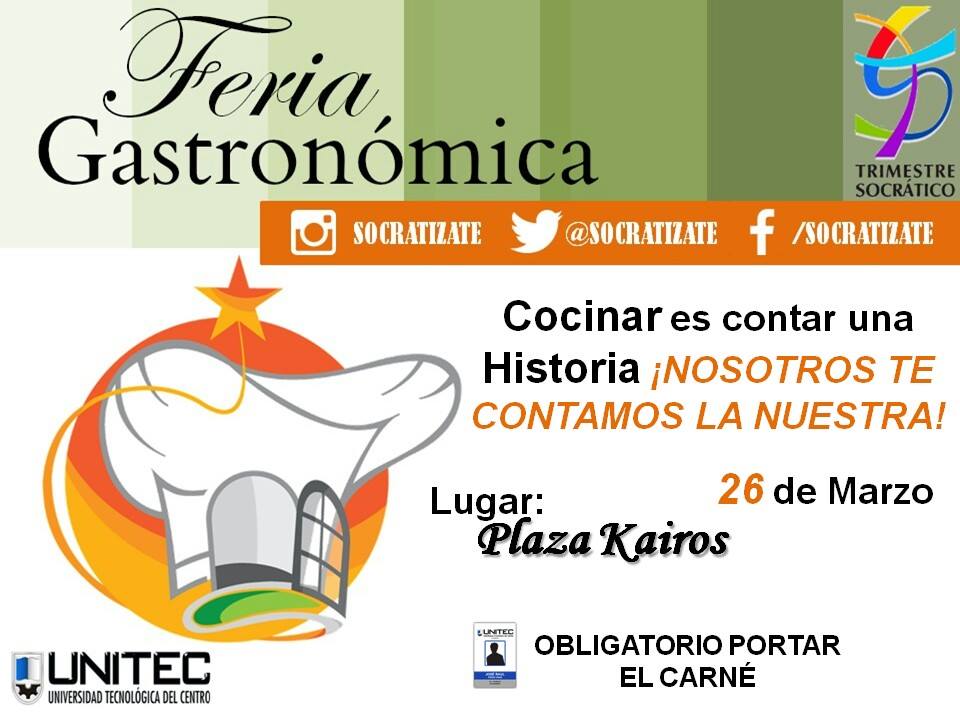 Feria
Gastronómica
TRIMESTRE
SOCRÁTICO
SOCRATIZATE @SOCRATIZATE /SOCRATIZATE
Cocinar es contar una
Historia ¡NOSOTROS TE
CONTAMOS LA NUESTRA!
26 de Marzo
Lugar:
Plaza Kairos
UNITEC
OBLIGATORIO PORTAR
EL CARNÉ
UNITEC
UNIVERSIDAD TECNOLÓGICA DEL CENTRO